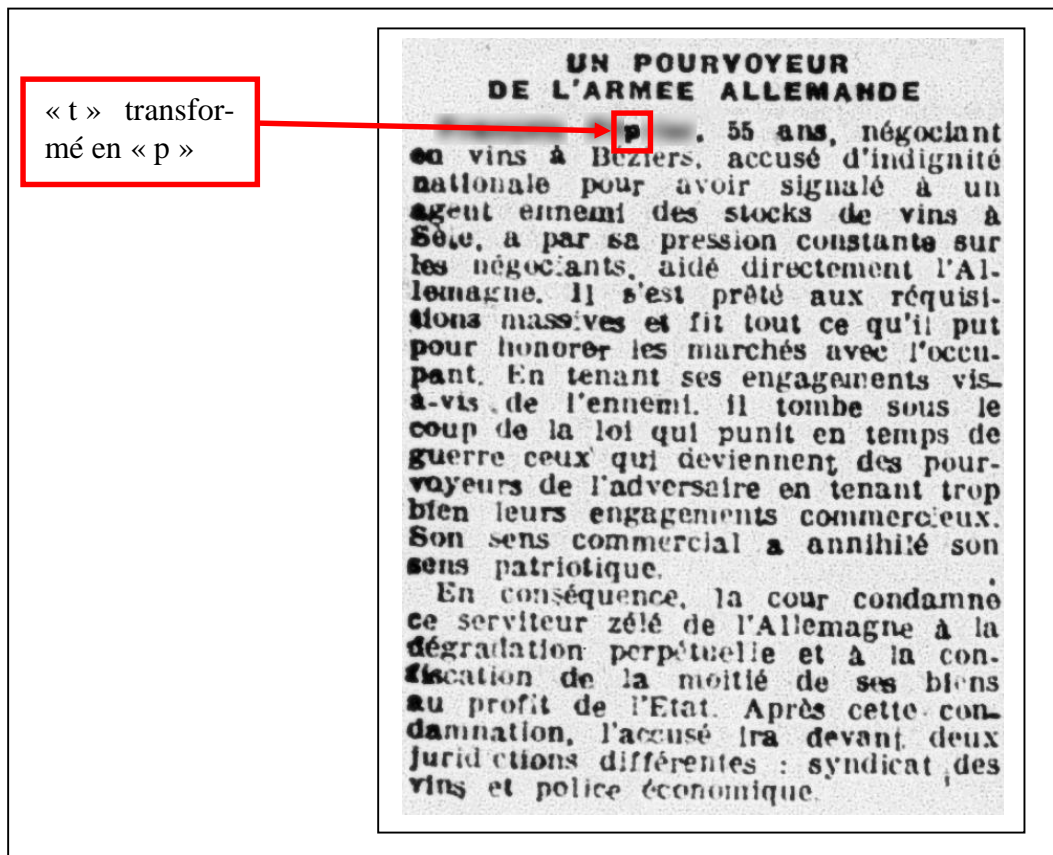 « t » transfor-
mé en « p »
UN POURVOYEUR
DE L'ARMEE ALLEMANDE
p , 55 ans, négociant
en vins à Béziers, accusé d'indignité
nationale pour avoir signalé à un
agent ennemi des stocks de vins à
Sète, a par sa pression constante sur
les négociants, aidé directement l'Al-
lemagne. Il s'est prêté aux réquisi-
tions massives et fit tout ce qu'il put
pour honorer les marchés avec l'occu-
pant. En tenant ses engagements vis-
à-vis de l'ennemi, il tombe sous le
coup de la loi qui punit en temps de
guerre ceux qui deviennent des pour-
voyeurs de l'adversaire en tenant trop
bien leurs engagements commercieux.
Son sens commercial a annihilé son
sens patriotique.
En conséquence, la cour condamne
ce serviteur zélé de l'Allemagne à la
dégradation perpétuelle et à la con-
fiscation de la moitié de ses biens
au profit de l'Etat. Après cette con-
damnation, l'accusé ira devant deux
juridictions différentes : syndicat des
vins et police économique.